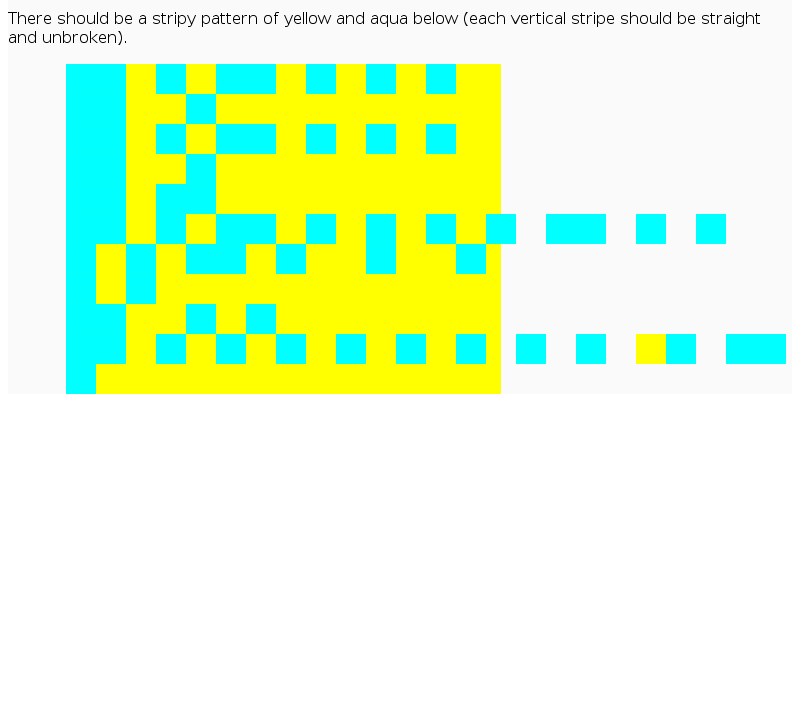 There should be a stripy pattern of yellow and aqua below (each vertical stripe should be straight
and unbroken).